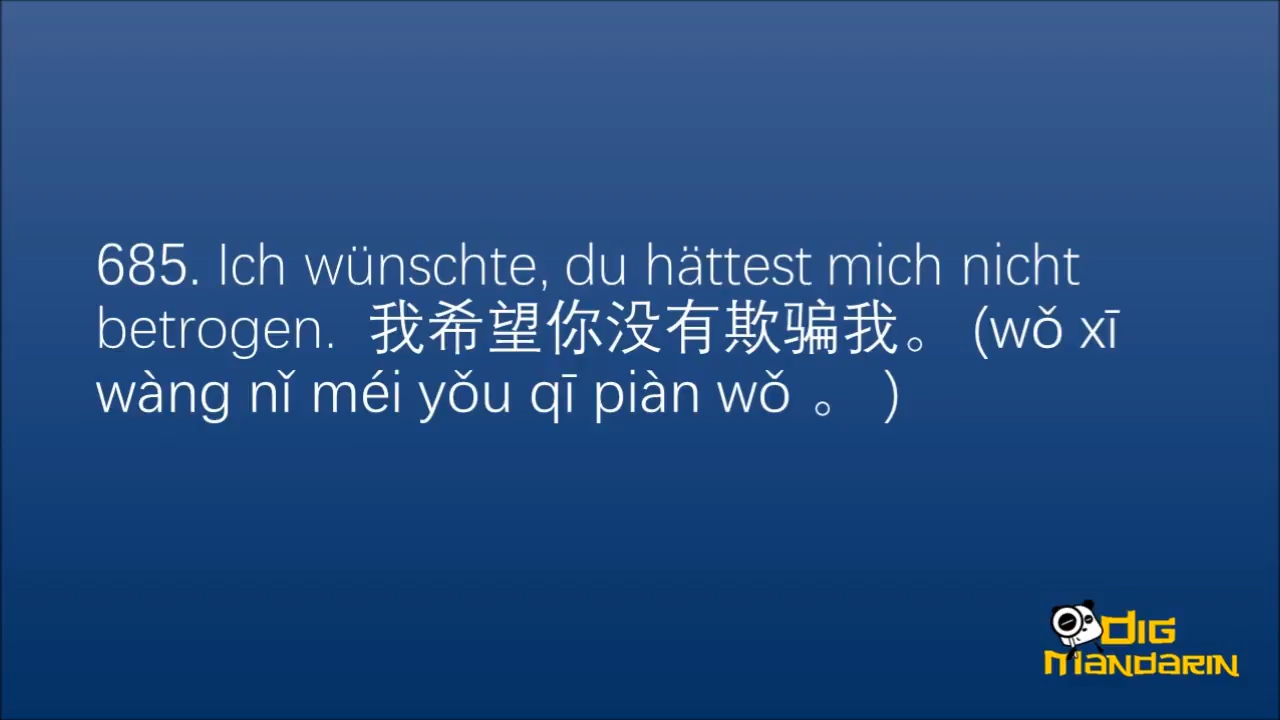 685. Ich wünschte, du hättest mich nicht
betrogen. 我希望你没有欺骗我。 (wǒ xī
wàng nǐ méi yǒu qī piàn wǒ 。 )
DIG
MANDARIN